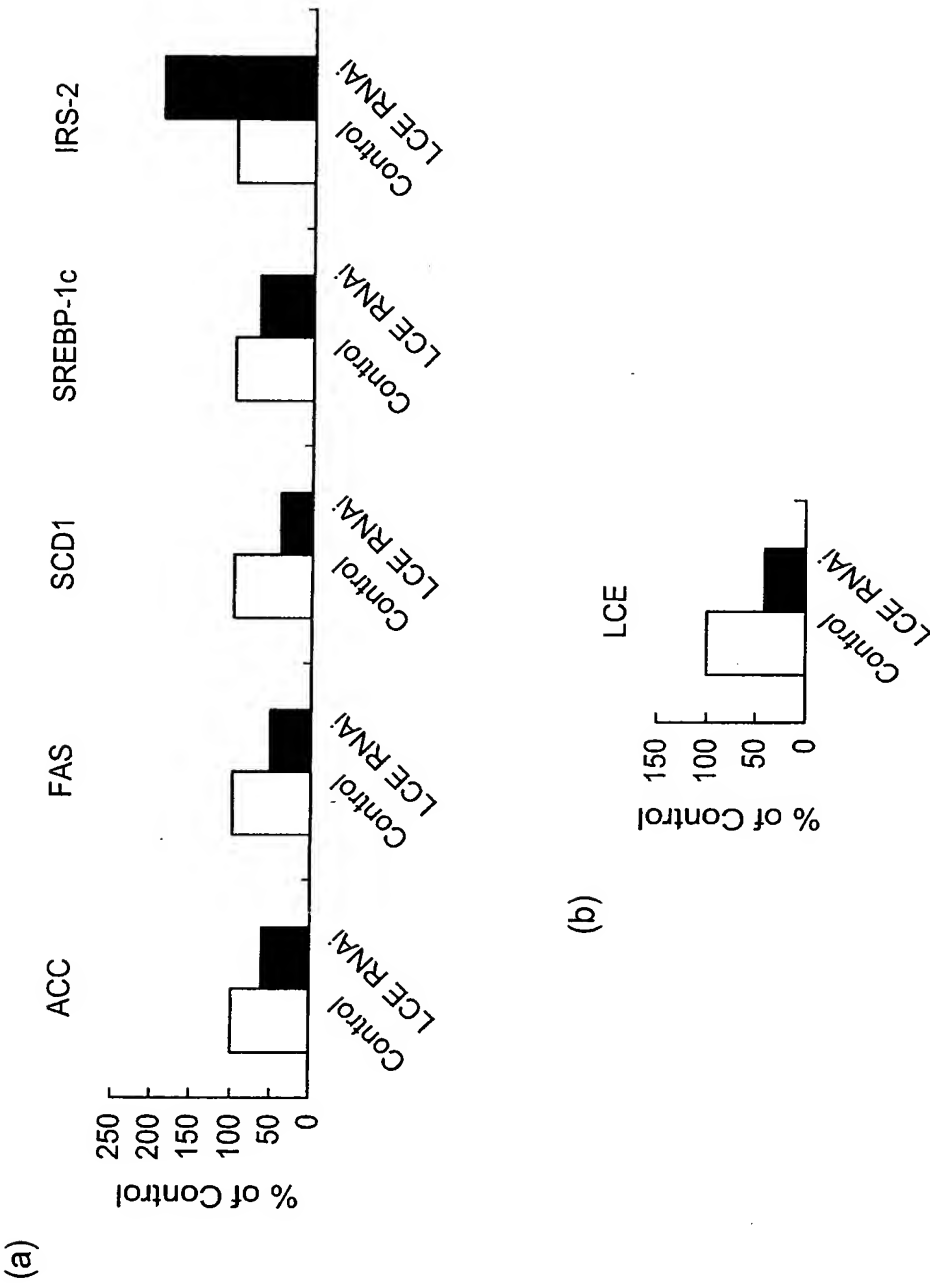 (a)
ACC
FAS
SCD1
SREBP-1c
IRS-2
% of Control
250
200
150
100
50
0
Control
LCE RNAi
Control
LCE RNAi
Control
LCE RNAi
Control
LCE RNAi
Control
LCE RNAi
(b)
LCE
% of Control
150
100
50
0
Control
LCE RNAi